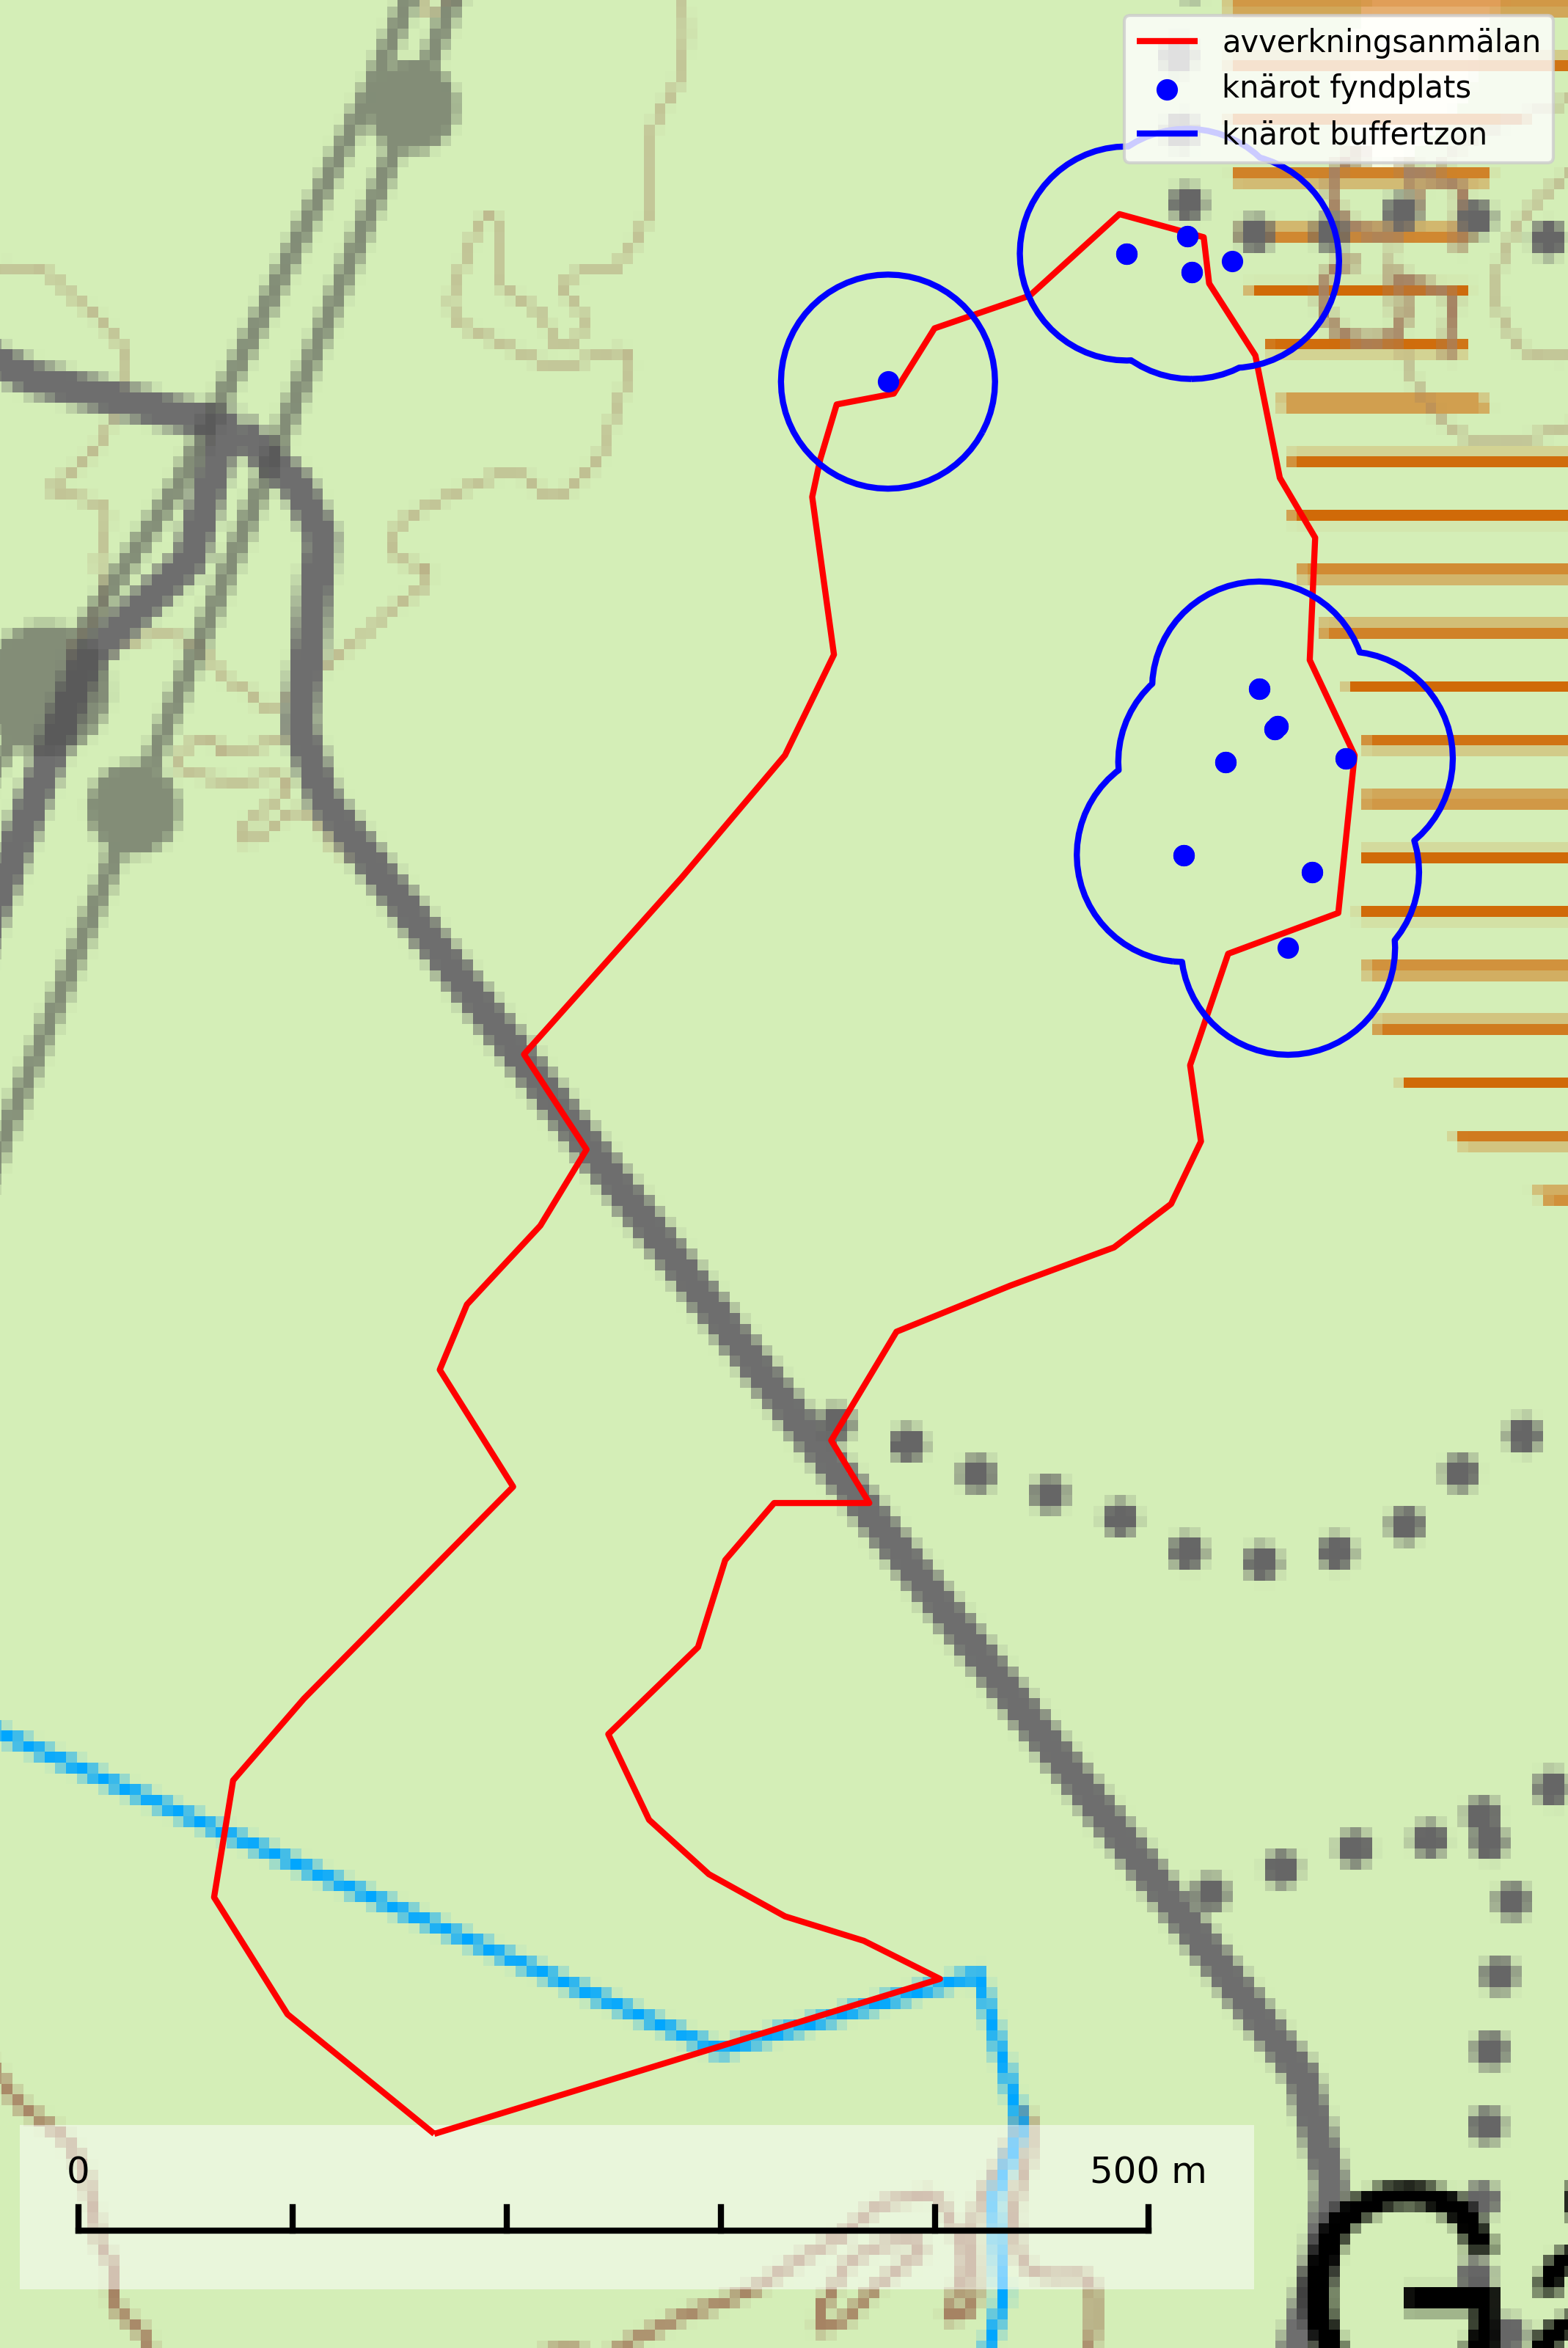 avverkningsanmälan
knärot fyndplats
knärot buffertzon
0 500 m
G